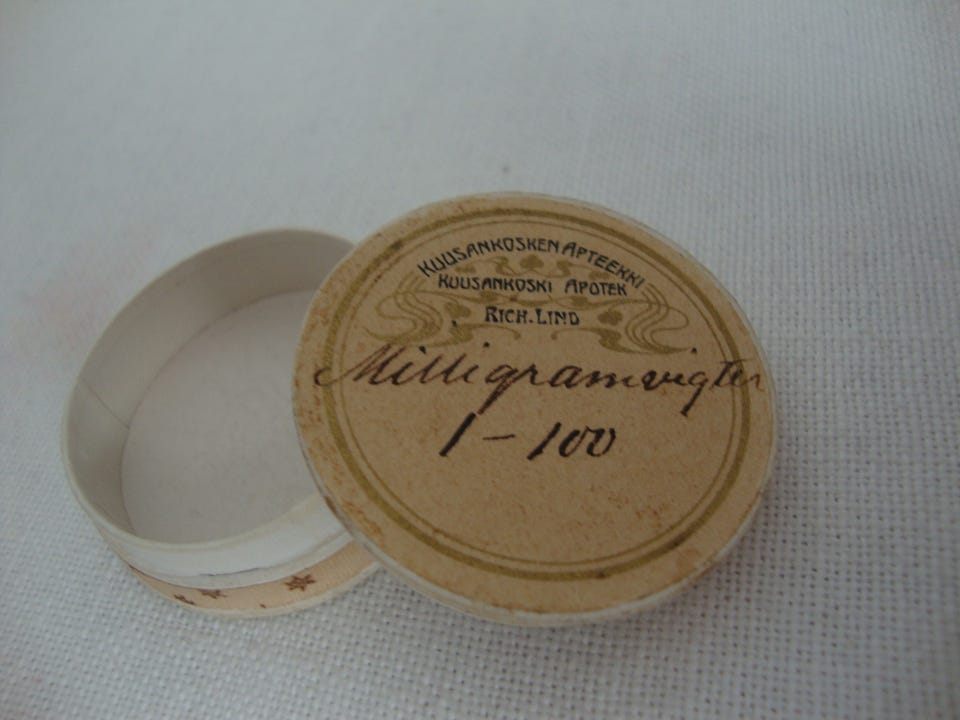 KUUSANKOSKEN APTEEKKI
KUUSANKOSKI APOTEK
RICH. LIND
Milligramvigter
1 - 100